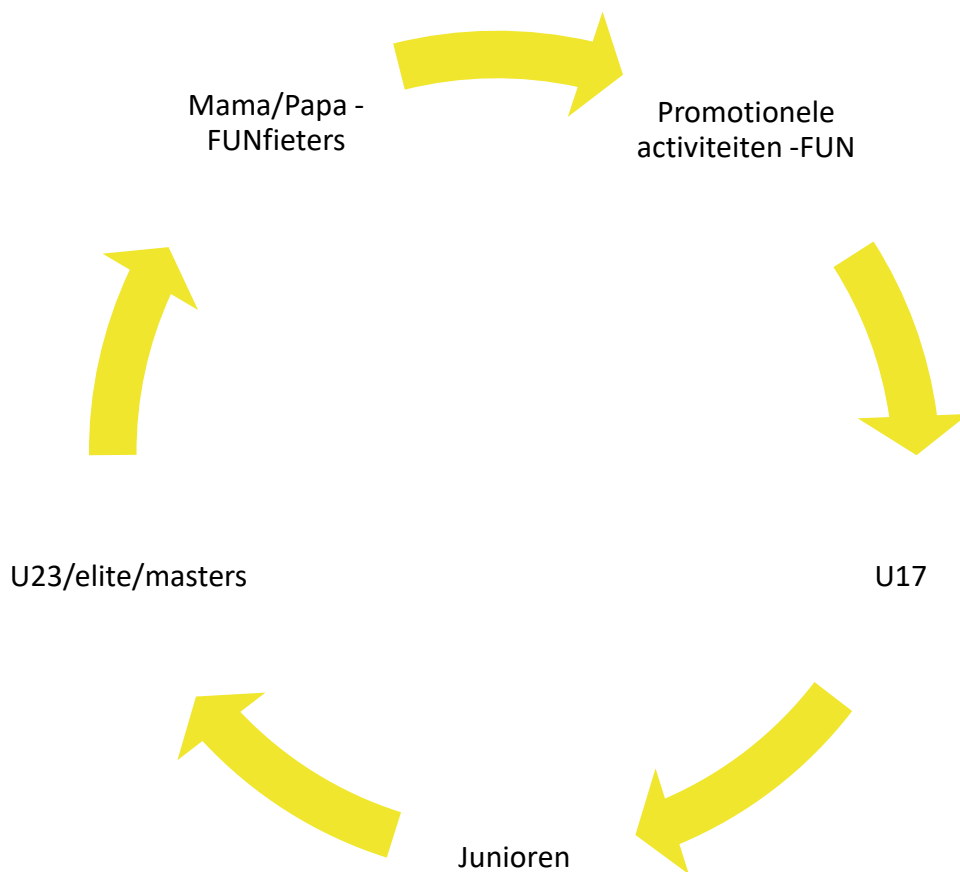 Mama/Papa -
FUNfieters
Promotionele
activiteiten -FUN
U17
Junioren
U23/elite/masters